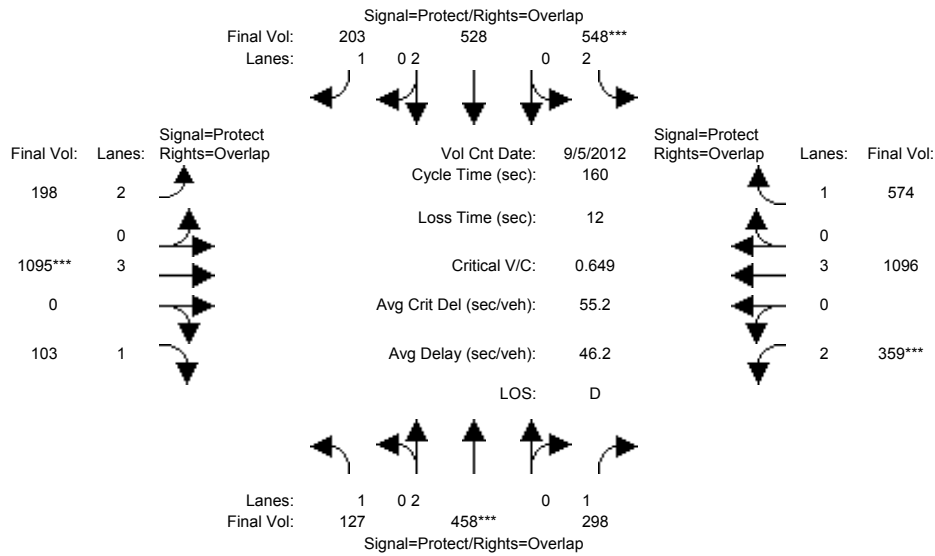 Signal=Protect/Rights=Overlap
Final Vol: 203 528 548***
Lanes: 1 0 2 0 2
Signal=Protect
Final Vol: Lanes: Rights=Overlap
Vol Cnt Date: 9/5/2012
Signal=Protect
Rights=Overlap Lanes: Final Vol:
Cycle Time (sec): 160
198 2
1 574
Loss Time (sec): 12
0
0
1095*** 3
Critical V/C: 0.649
3 1096
0 0
Avg Crit Del (sec/veh): 55.2
0
103 1
Avg Delay (sec/veh): 46.2
2 359***
LOS: D
Lanes: 1 0 2 0 1
Final Vol: 127 458*** 298
Signal=Protect/Rights=Overlap